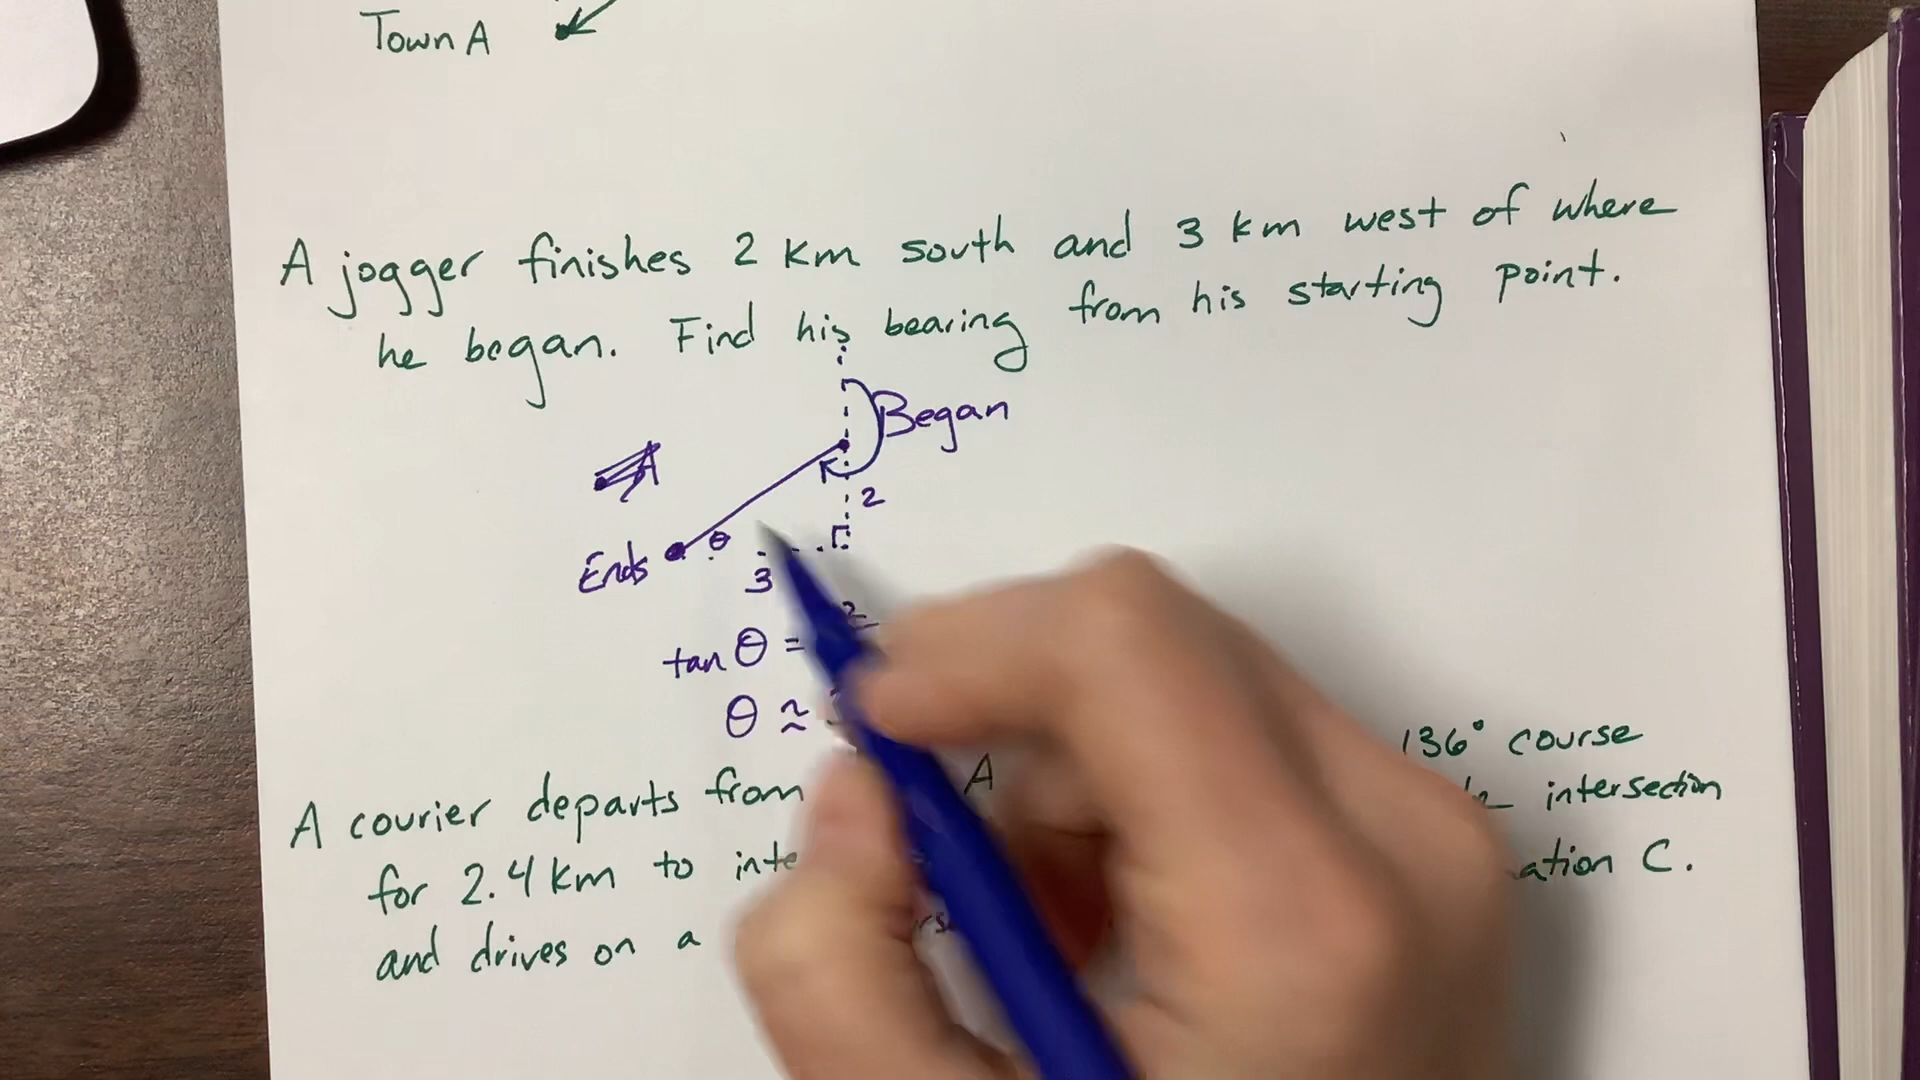 Town A
A jogger finishes 2 km south and 3 km west of where
he began. Find his bearing from his starting point.
Began
2
Ends θ
3
tan θ = 2
θ ≈
A 136° course
A courier departs from intersection
for 2.4 km to ation C.
and drives on a